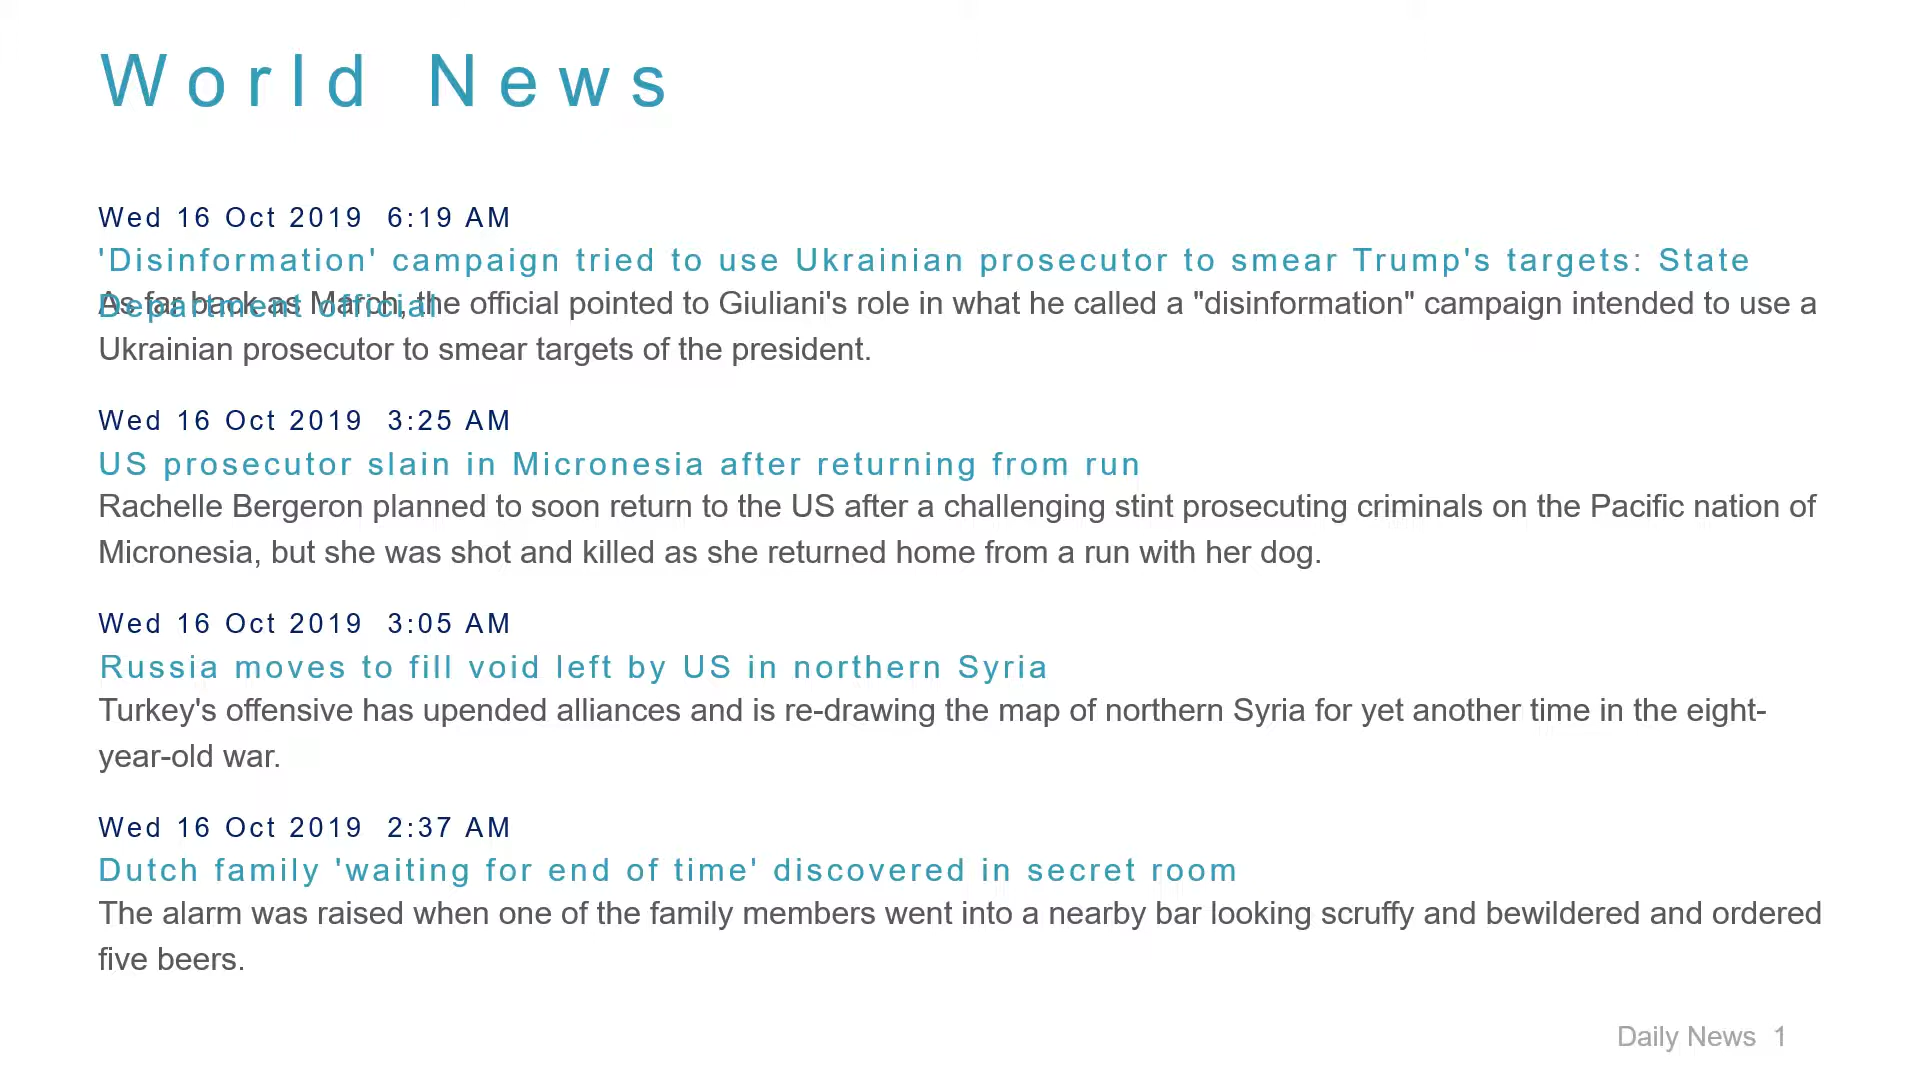 World News
Wed 16 Oct 2019 6:19 AM
'Disinformation' campaign tried to use Ukrainian prosecutor to smear Trump's targets: State
Department official
As far back as March, the official pointed to Giuliani's role in what he called a "disinformation" campaign intended to use a
Ukrainian prosecutor to smear targets of the president.
Wed 16 Oct 2019 3:25 AM
US prosecutor slain in Micronesia after returning from run
Rachelle Bergeron planned to soon return to the US after a challenging stint prosecuting criminals on the Pacific nation of
Micronesia, but she was shot and killed as she returned home from a run with her dog.
Wed 16 Oct 2019 3:05 AM
Russia moves to fill void left by US in northern Syria
Turkey's offensive has upended alliances and is re-drawing the map of northern Syria for yet another time in the eight-
year-old war.
Wed 16 Oct 2019 2:37 AM
Dutch family 'waiting for end of time' discovered in secret room
The alarm was raised when one of the family members went into a nearby bar looking scruffy and bewildered and ordered
five beers.
Daily News 1